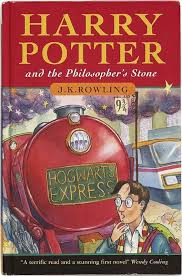 HARRY
POTTER
and the Philosopher's Stone
J.K.ROWLING
9¾
HOGWARTS
EXPRESS
"A terrific read and a stunning first novel" Wendy Cooling